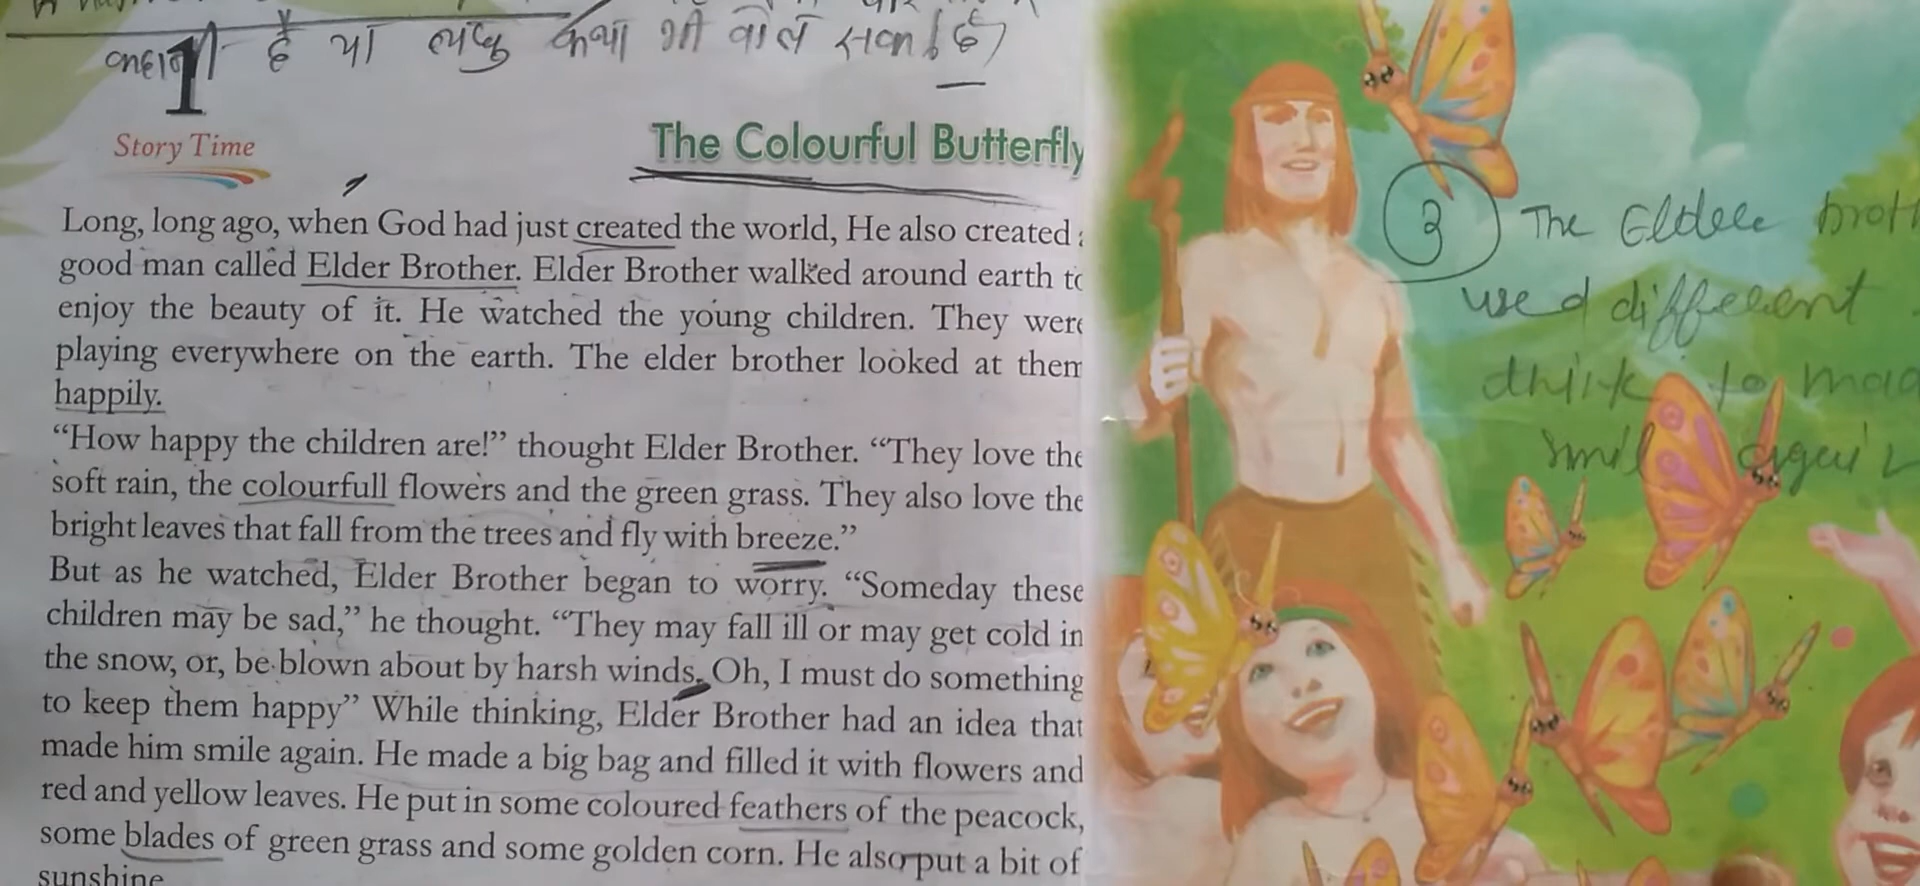 कहानी है या लघु कथा भी बोल सकते है)
1
Story Time
The Colourful Butterfly
Long, long ago, when God had just created the world, He also created
good man called Elder Brother. Elder Brother walked around earth to
enjoy the beauty of it. He watched the young children. They were
playing everywhere on the earth. The elder brother looked at them
happily.
“How happy the children are!” thought Elder Brother. “They love the
soft rain, the colourfull flowers and the green grass. They also love the
bright leaves that fall from the trees and fly with breeze.”
But as he watched, Elder Brother began to worry. “Someday these
children may be sad,” he thought. “They may fall ill or may get cold in
the snow, or, be blown about by harsh winds. Oh, I must do something
to keep them happy” While thinking, Elder Brother had an idea that
made him smile again. He made a big bag and filled it with flowers and
red and yellow leaves. He put in some coloured feathers of the peacock,
some blades of green grass and some golden corn. He also put a bit of
sunshine
3 The Elder brot
used different
think to mad
smil again